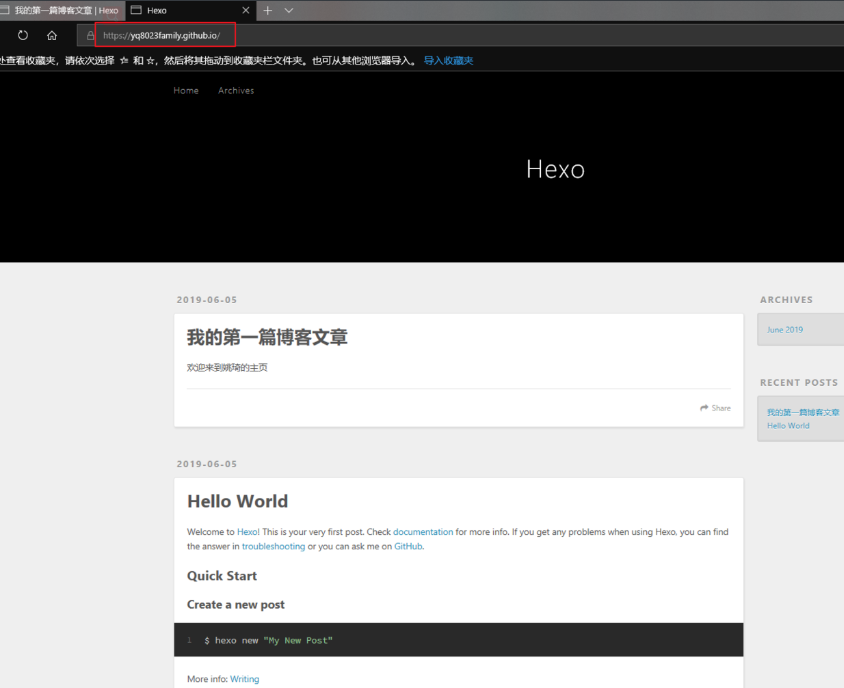 我的第一篇博客文章 | Hexo
Hexo
https://yq8023family.github.io/
处查看收藏夹，请依次选择 和 ☆，然后将其拖动到收藏夹栏文件夹。也可从其他浏览器导入。 导入收藏夹
Home Archives
Hexo
2019-06-05
我的第一篇博客文章
欢迎来到姚琦的主页
Share
2019-06-05
Hello World
Welcome to Hexo! This is your very first post. Check documentation for more info. If you get any problems when using Hexo, you can find
the answer in troubleshooting or you can ask me on GitHub.
Quick Start
Create a new post
1 $ hexo new "My New Post"
More info: Writing
ARCHIVES
June 2019
RECENT POSTS
我的第一篇博客文章
Hello World